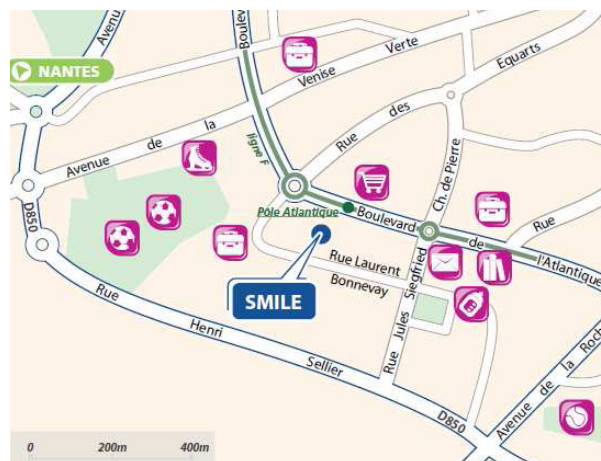 Avenue
Boulev
NANTES
Avenue de la Venise Verte
Rue des Equarts
ligne F
Ch. de Pierre
Pôle Atlantique
Boulevard de l'Atlantique
Rue
D850
Rue Laurent
Bonnevay
SMILE
Rue Jules Siegfried
Rue Henri Sellier
D850
Avenue de la Roch
0 200m 400m